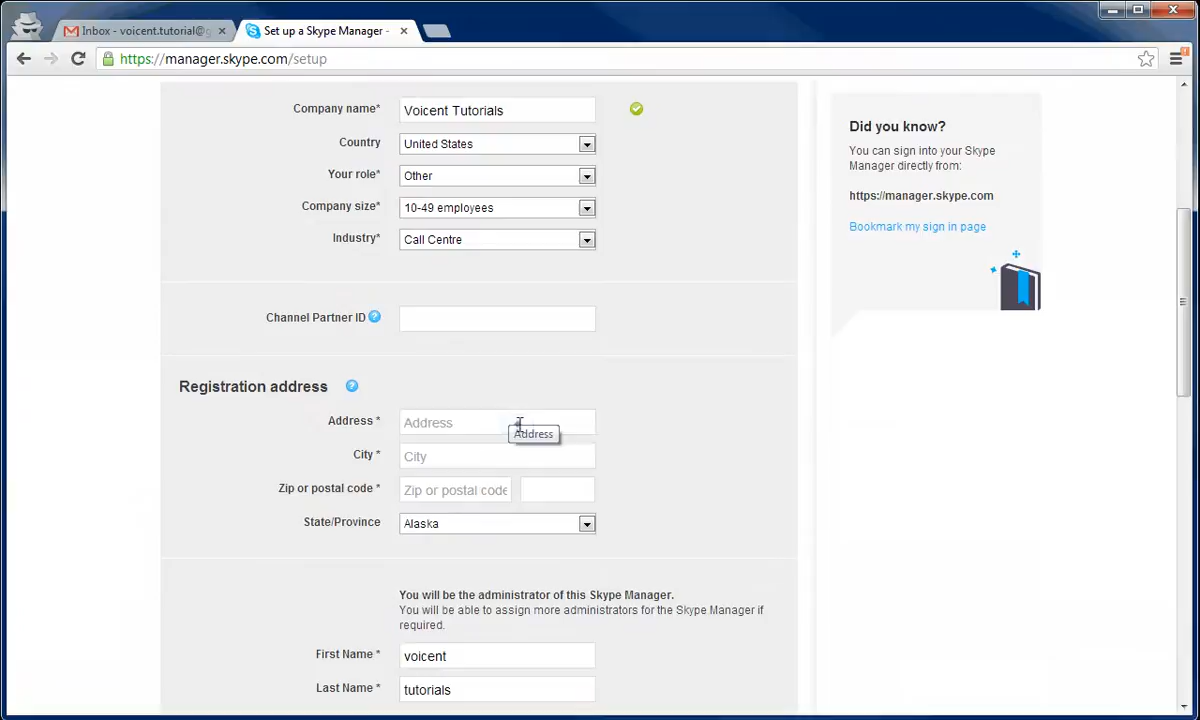 Inbox - voicent.tutorial@g
Set up a Skype Manager -
https://manager.skype.com/setup
Company name*
Voicent Tutorials
Country
United States
Your role*
Other
Company size*
10-49 employees
Industry*
Call Centre
Channel Partner ID ?
Registration address ?
Address *
Address
Address
City *
City
Zip or postal code *
Zip or postal code
State/Province
Alaska
You will be the administrator of this Skype Manager.
You will be able to assign more administrators for the Skype Manager if
required.
First Name *
voicent
Last Name *
tutorials
Did you know?
You can sign into your Skype
Manager directly from:
https://manager.skype.com
Bookmark my sign in page